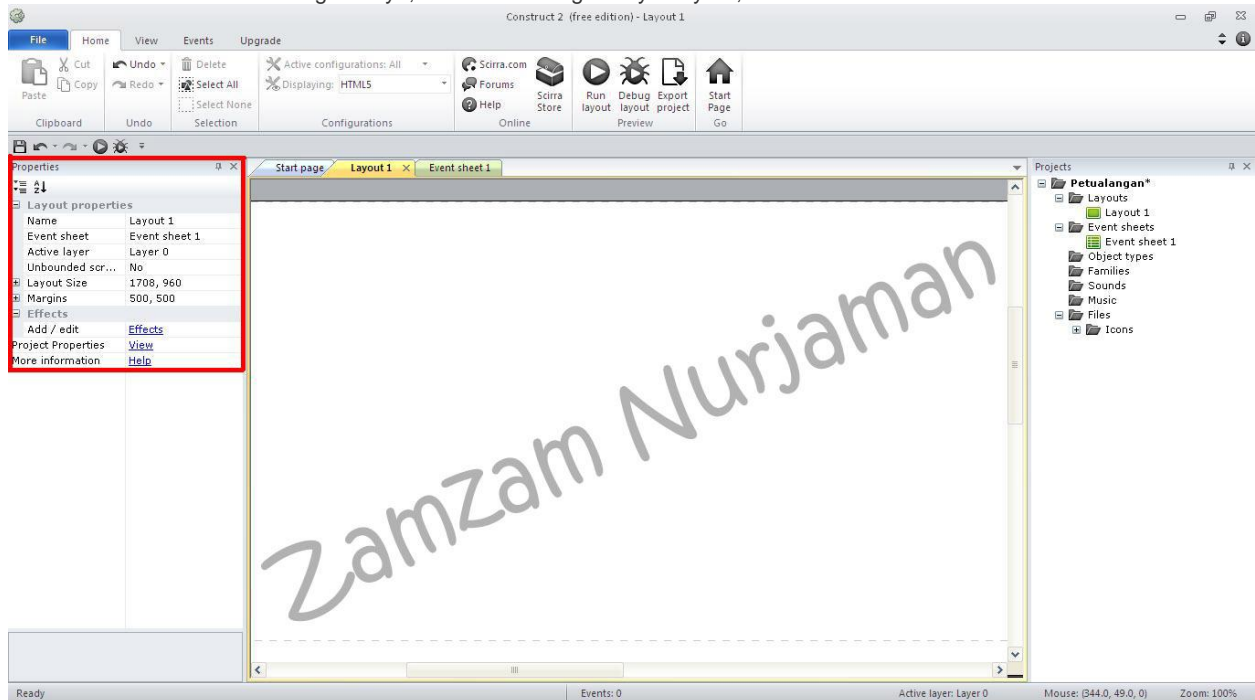 Construct 2 (free edition) - Layout 1
File Home View Events Upgrade
Paste
Cut
Copy
Clipboard
Undo
Redo
Undo
Delete
Select All
Select None
Selection
Active configurations: All
Displaying: HTML5
Configurations
Scirra.com
Forums
Help
Scirra
Store
Online
Run
layout
Debug
layout
Export
project
Preview
Start
Page
Go
Properties
Layout properties
Name Layout 1
Event sheet Event sheet 1
Active layer Layer 0
Unbounded scr... No
Layout Size 1708, 960
Margins 500, 500
Effects
Add / edit Effects
Project Properties View
More information Help
Start page Layout 1 Event sheet 1
Zamzam Nurjaman
Projects
Petualangan*
Layouts
Layout 1
Event sheets
Event sheet 1
Object types
Families
Sounds
Music
Files
Icons
Ready Events: 0 Active layer: Layer 0 Mouse: (344.0, 49.0, 0) Zoom: 100%